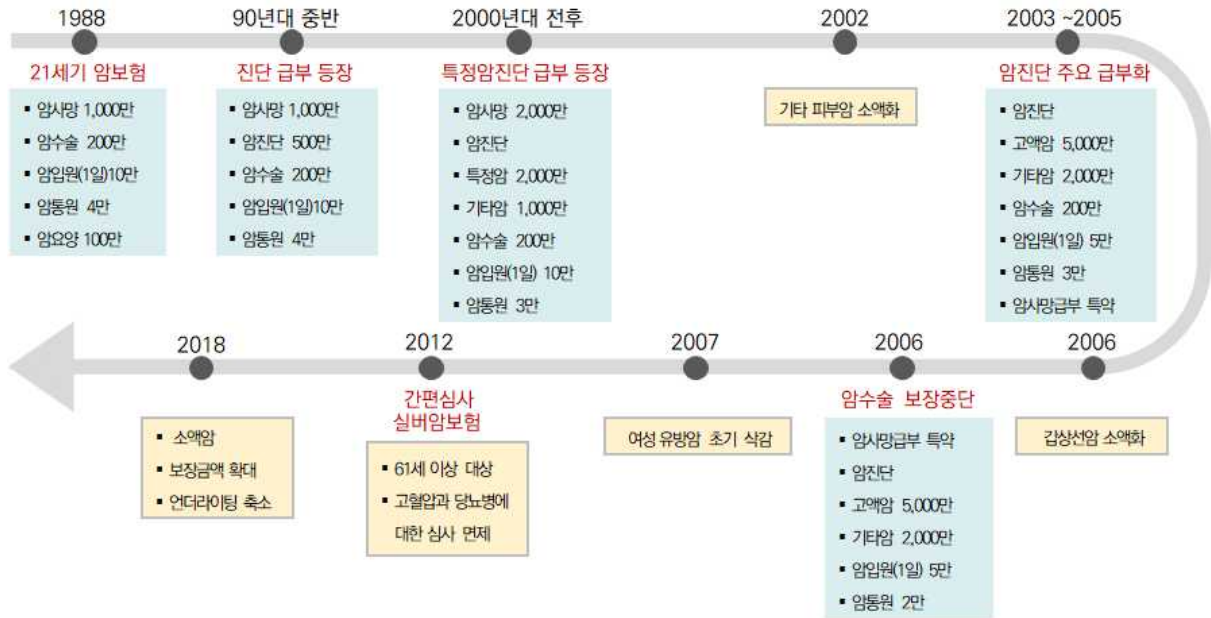 1988
21세기 암보험
▪ 암사망 1,000만
▪ 암수술 200만
▪ 암입원(1일)10만
▪ 암통원 4만
▪ 암요양 100만
90년대 중반
진단 급부 등장
▪ 암사망 1,000만
▪ 암진단 500만
▪ 암수술 200만
▪ 암입원(1일)10만
▪ 암통원 4만
2000년대 전후
특정암진단 급부 등장
▪ 암사망 2,000만
▪ 암진단
▪ 특정암 2,000만
▪ 기타암 1,000만
▪ 암수술 200만
▪ 암입원(1일) 10만
▪ 암통원 3만
2002
기타 피부암 소액화
2003 ~2005
암진단 주요 급부화
▪ 암진단
▪ 고액암 5,000만
▪ 기타암 2,000만
▪ 암수술 200만
▪ 암입원(1일) 5만
▪ 암통원 3만
▪ 암사망급부 특약
2006
갑상선암 소액화
2006
암수술 보장중단
▪ 암사망급부 특약
▪ 암진단
▪ 고액암 5,000만
▪ 기타암 2,000만
▪ 암입원(1일) 5만
▪ 암통원 2만
2007
여성 유방암 초기 삭감
2012
간편심사
실버암보험
▪ 61세 이상 대상
▪ 고혈압과 당뇨병에
대한 심사 면제
2018
▪ 소액암
▪ 보장금액 확대
▪ 언더라이팅 축소